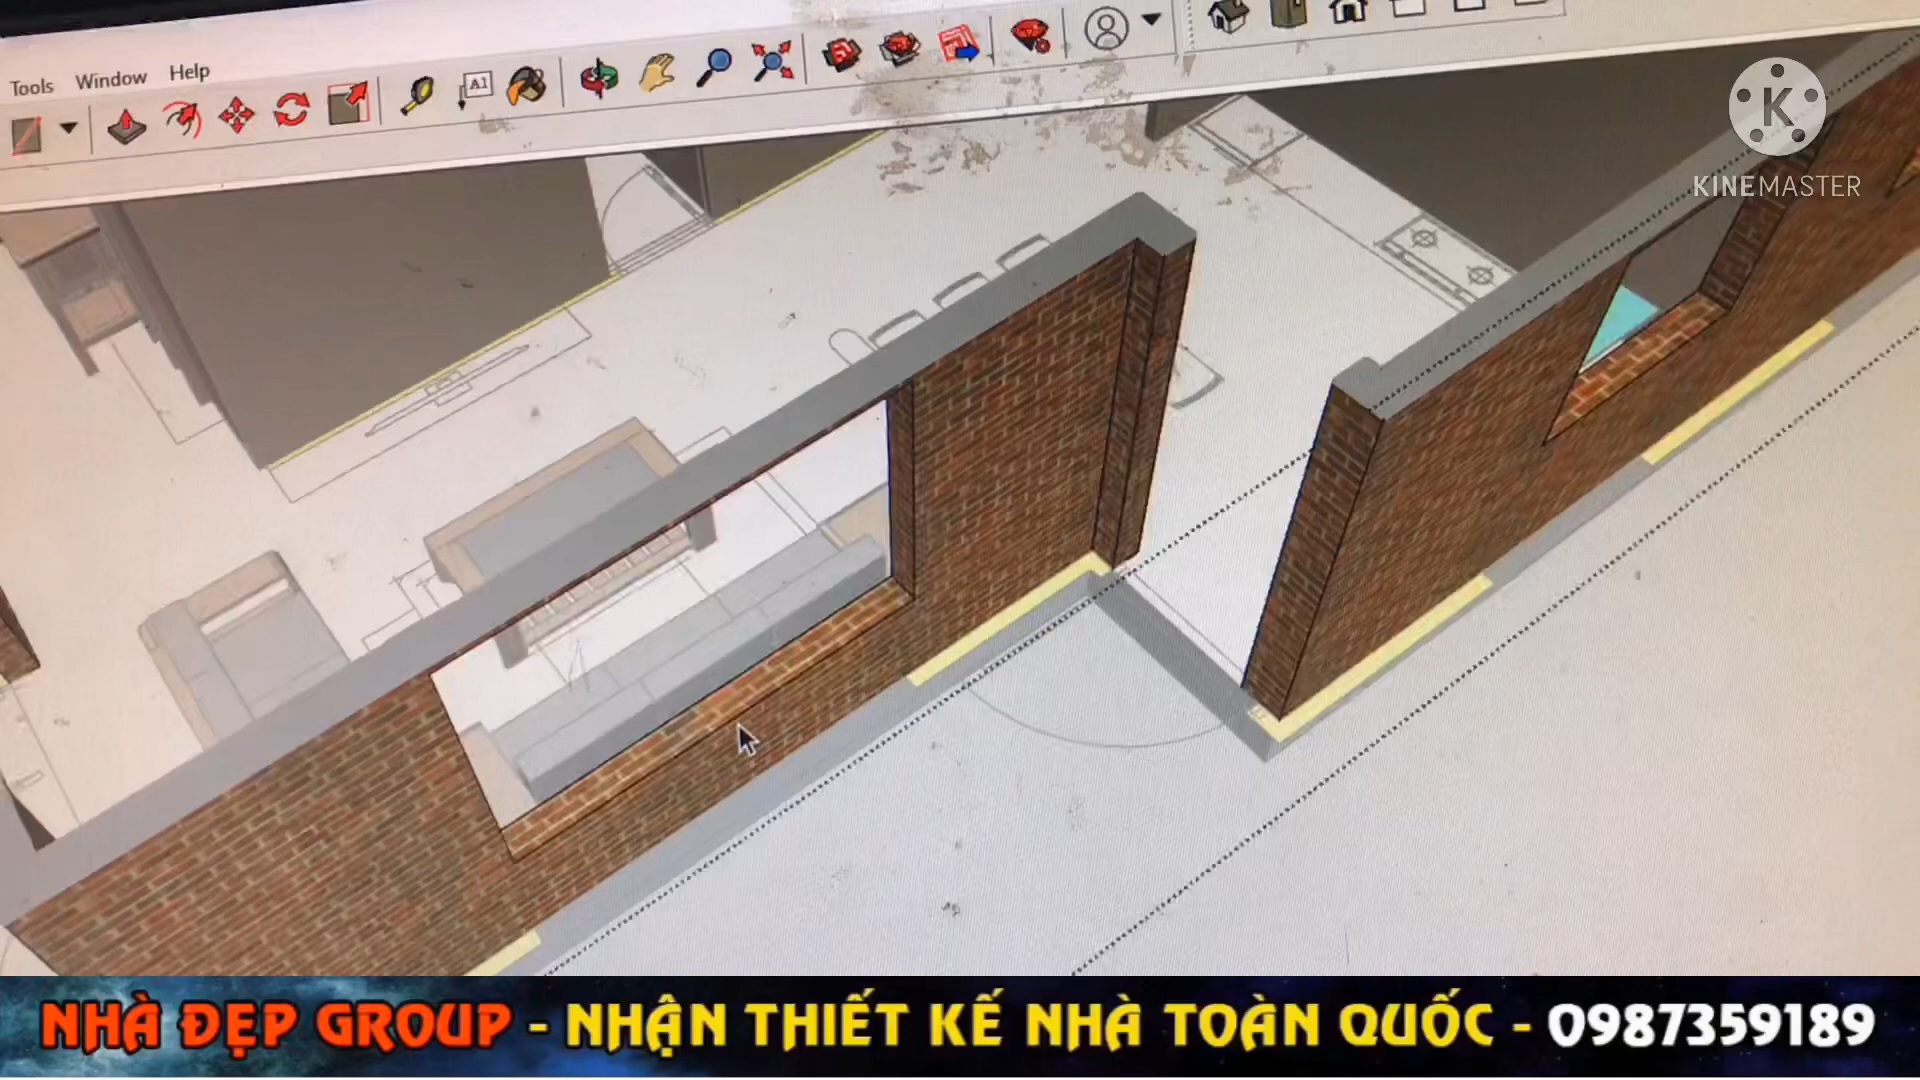 Tools Window Help
A1
K
KINEMASTER
NHÀ ĐẸP GROUP - NHẬN THIẾT KẾ NHÀ TOÀN QUỐC - 0987359189